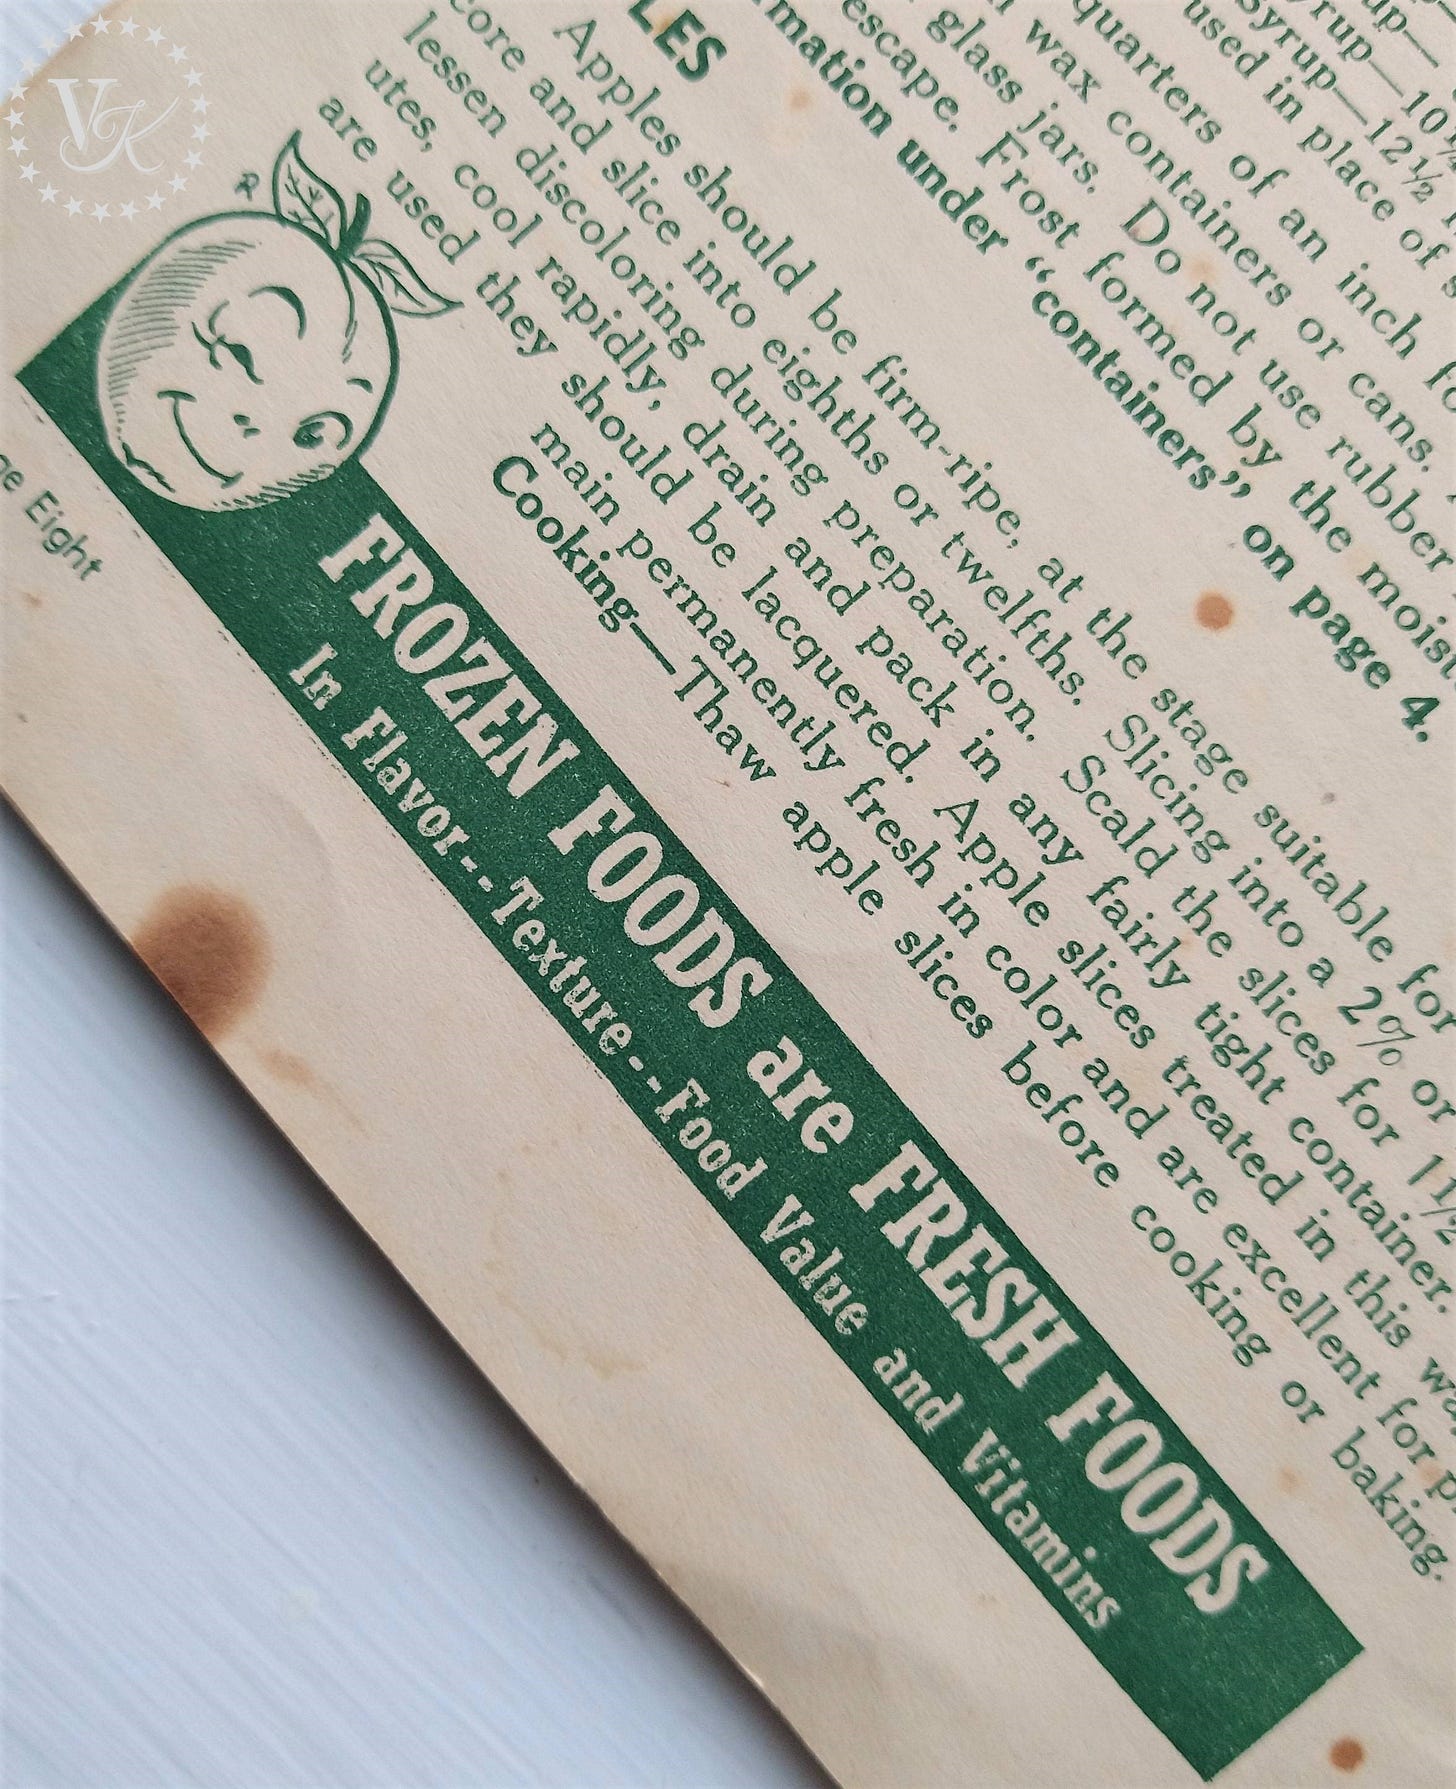 up—
syrup—10
syrup—12½
used in place of
quarters of an inch
wax containers or cans.
glass jars. Do not use rubber
escape. Frost formed by the moist
mation under “containers” on page 4.
LES
Apples should be firm-ripe, at the stage suitable for
core and slice into eighths or twelfths. Slicing into a 2% or
lessen discoloring during preparation. Scald the slices for 1½
utes, cool rapidly, drain and pack in any fairly tight container.
are used they should be lacquered. Apple slices treated in this wa
main permanently fresh in color and are excellent for p
Cooking—Thaw apple slices before cooking or baking.
FROZEN FOODS are FRESH FOODS
In Flavor--Texture--Food Value and Vitamins
ge Eight
VK